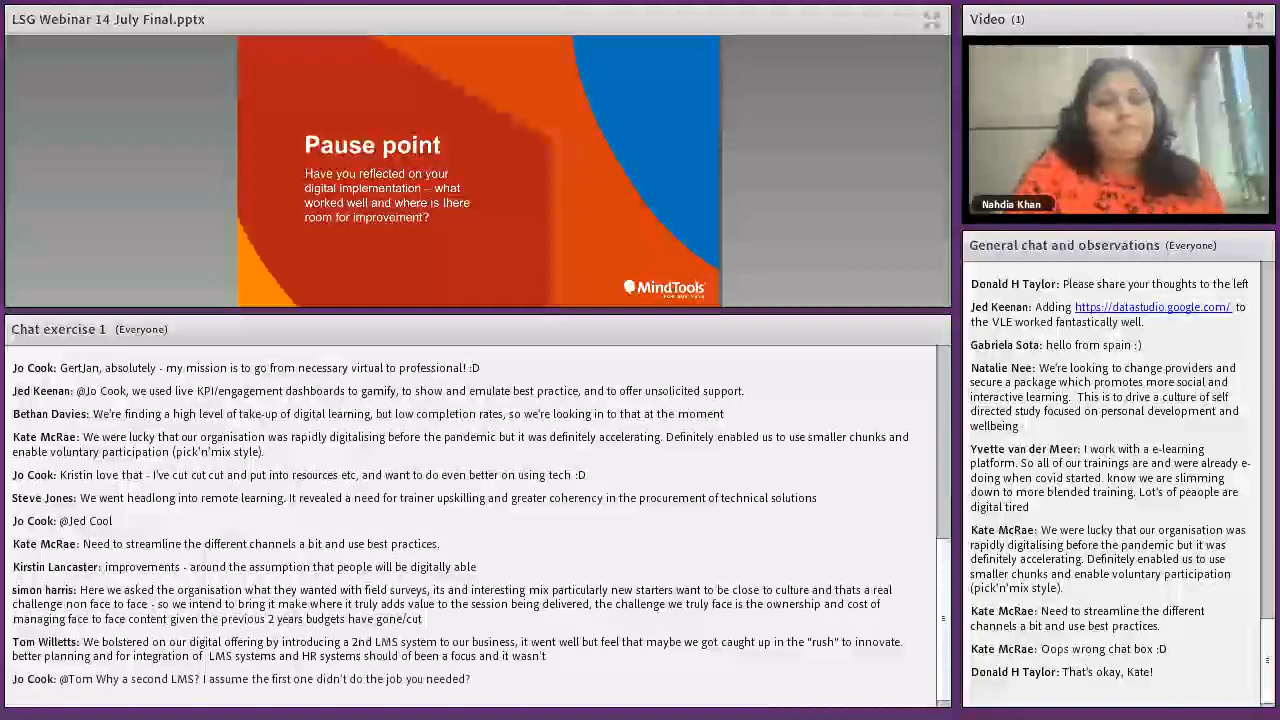 LSG Webinar 14 July Final.pptx
Pause point
Have you reflected on your
digital implementation – what
worked well and where is there
room for improvement?
MindTools
Video (1)
Nahdia Khan
Chat exercise 1 (Everyone)
Jo Cook: GertJan, absolutely - my mission is to go from necessary virtual to professional! :D
Jed Keenan: @Jo Cook, we used live KPI/engagement dashboards to gamify, to show and emulate best practice, and to offer unsolicited support.
Bethan Davies: We're finding a high level of take-up of digital learning, but low completion rates, so we're looking in to that at the moment
Kate McRae: We were lucky that our organisation was rapidly digitalising before the pandemic but it was definitely accelerating. Definitely enabled us to use smaller chunks and
enable voluntary participation (pick'n'mix style).
Jo Cook: Kristin love that - I've cut cut cut and put into resources etc, and want to do even better on using tech :D
Steve Jones: We went headlong into remote learning. It revealed a need for trainer upskilling and greater coherency in the procurement of technical solutions
Jo Cook: @Jed Cool
Kate McRae: Need to streamline the different channels a bit and use best practices.
Kirstin Lancaster: improvements - around the assumption that people will be digitally able
simon harris: Here we asked the organisation what they wanted with field surveys, its and interesting mix particularly new starters want to be close to culture and thats a real
challenge non face to face - so we intend to bring it make where it truly adds value to the session being delivered, the challenge we truly face is the ownership and cost of
managing face to face content given the previous 2 years budgets have gone/cut
Tom Willetts: We bolstered on our digital offering by introducing a 2nd LMS system to our business, it went well but feel that maybe we got caught up in the "rush" to innovate.
better planning and for integration of LMS systems and HR systems should of been a focus and it wasn't
Jo Cook: @Tom Why a second LMS? I assume the first one didn't do the job you needed?
General chat and observations (Everyone)
Donald H Taylor: Please share your thoughts to the left
Jed Keenan: Adding https://datastudio.google.com/ to
the VLE worked fantastically well.
Gabriela Sota: hello from spain :)
Natalie Nee: We're looking to change providers and
secure a package which promotes more social and
interactive learning. This is to drive a culture of self
directed study focused on personal development and
wellbeing
Yvette van der Meer: I work with a e-learning
platform. So all of our trainings are and were already e-
doing when covid started. know we are slimming
down to more blended training. Lot's of peaople are
digital tired
Kate McRae: We were lucky that our organisation was
rapidly digitalising before the pandemic but it was
definitely accelerating. Definitely enabled us to use
smaller chunks and enable voluntary participation
(pick'n'mix style).
Kate McRae: Need to streamline the different
channels a bit and use best practices.
Kate McRae: Oops wrong chat box :D
Donald H Taylor: That's okay, Kate!